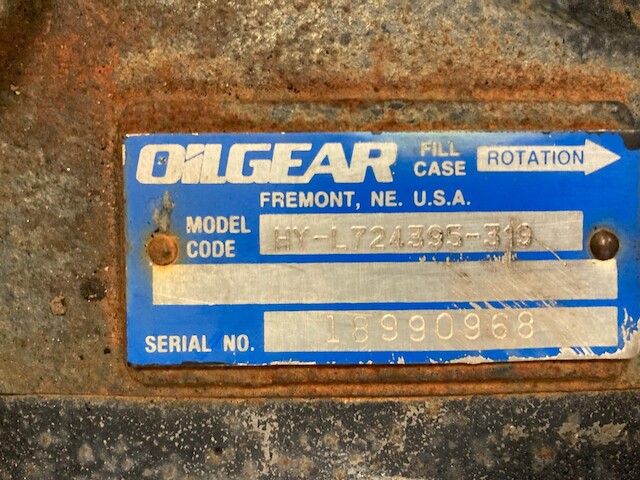 OILGEAR FILL CASE ROTATION
FREMONT, NE. U.S.A.
MODEL CODE HY-L724395-319
SERIAL NO. 18990968